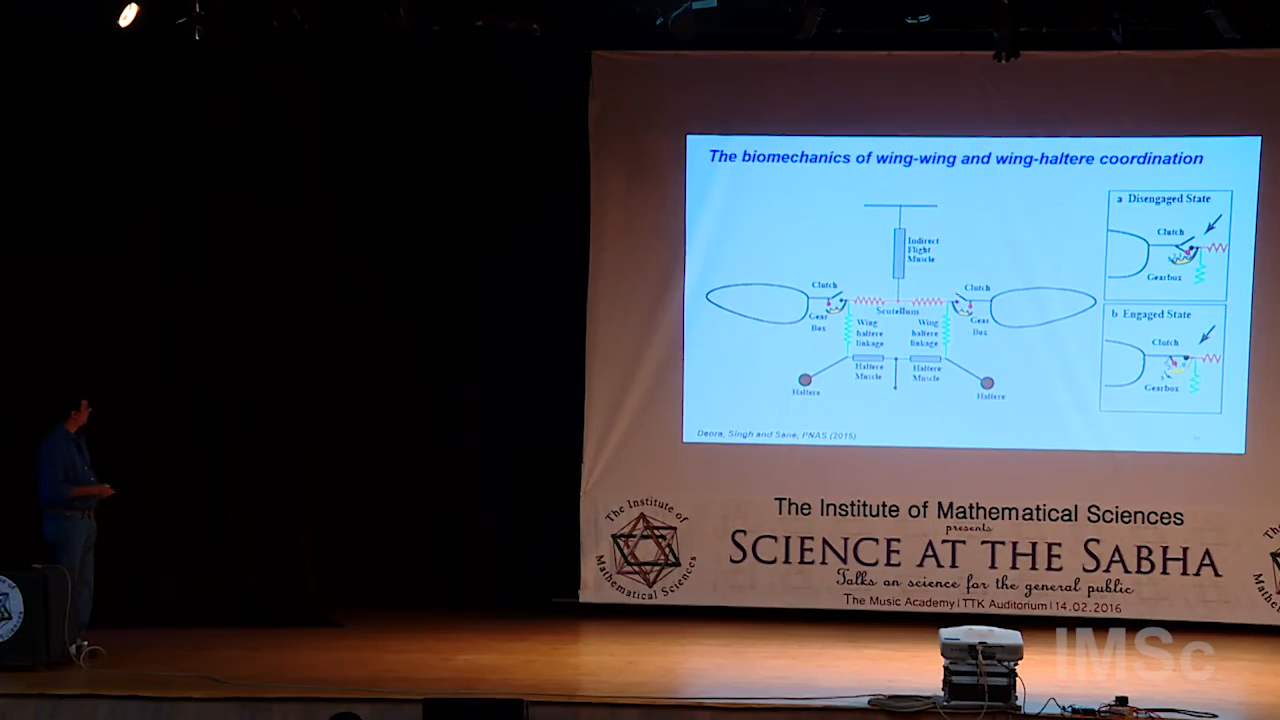 The biomechanics of wing-wing and wing-haltere coordination
Indirect
Flight
Muscle
Clutch
Clutch
Gear
Box
Scutellum
Gear
Box
Wing
haltere
linkage
Wing
haltere
linkage
Haltere
Muscle
Haltere
Muscle
Haltere
Haltere
a Disengaged State
Clutch
Gearbox
b Engaged State
Clutch
Gearbox
Deora, Singh and Sane, PNAS (2015)
The Institute of Mathematical Sciences
presents
SCIENCE AT THE SABHA
Talks on science for the general public
The Music Academy | TTK Auditorium | 14.02.2016
The Institute of
Mathematical Sciences
IMSc